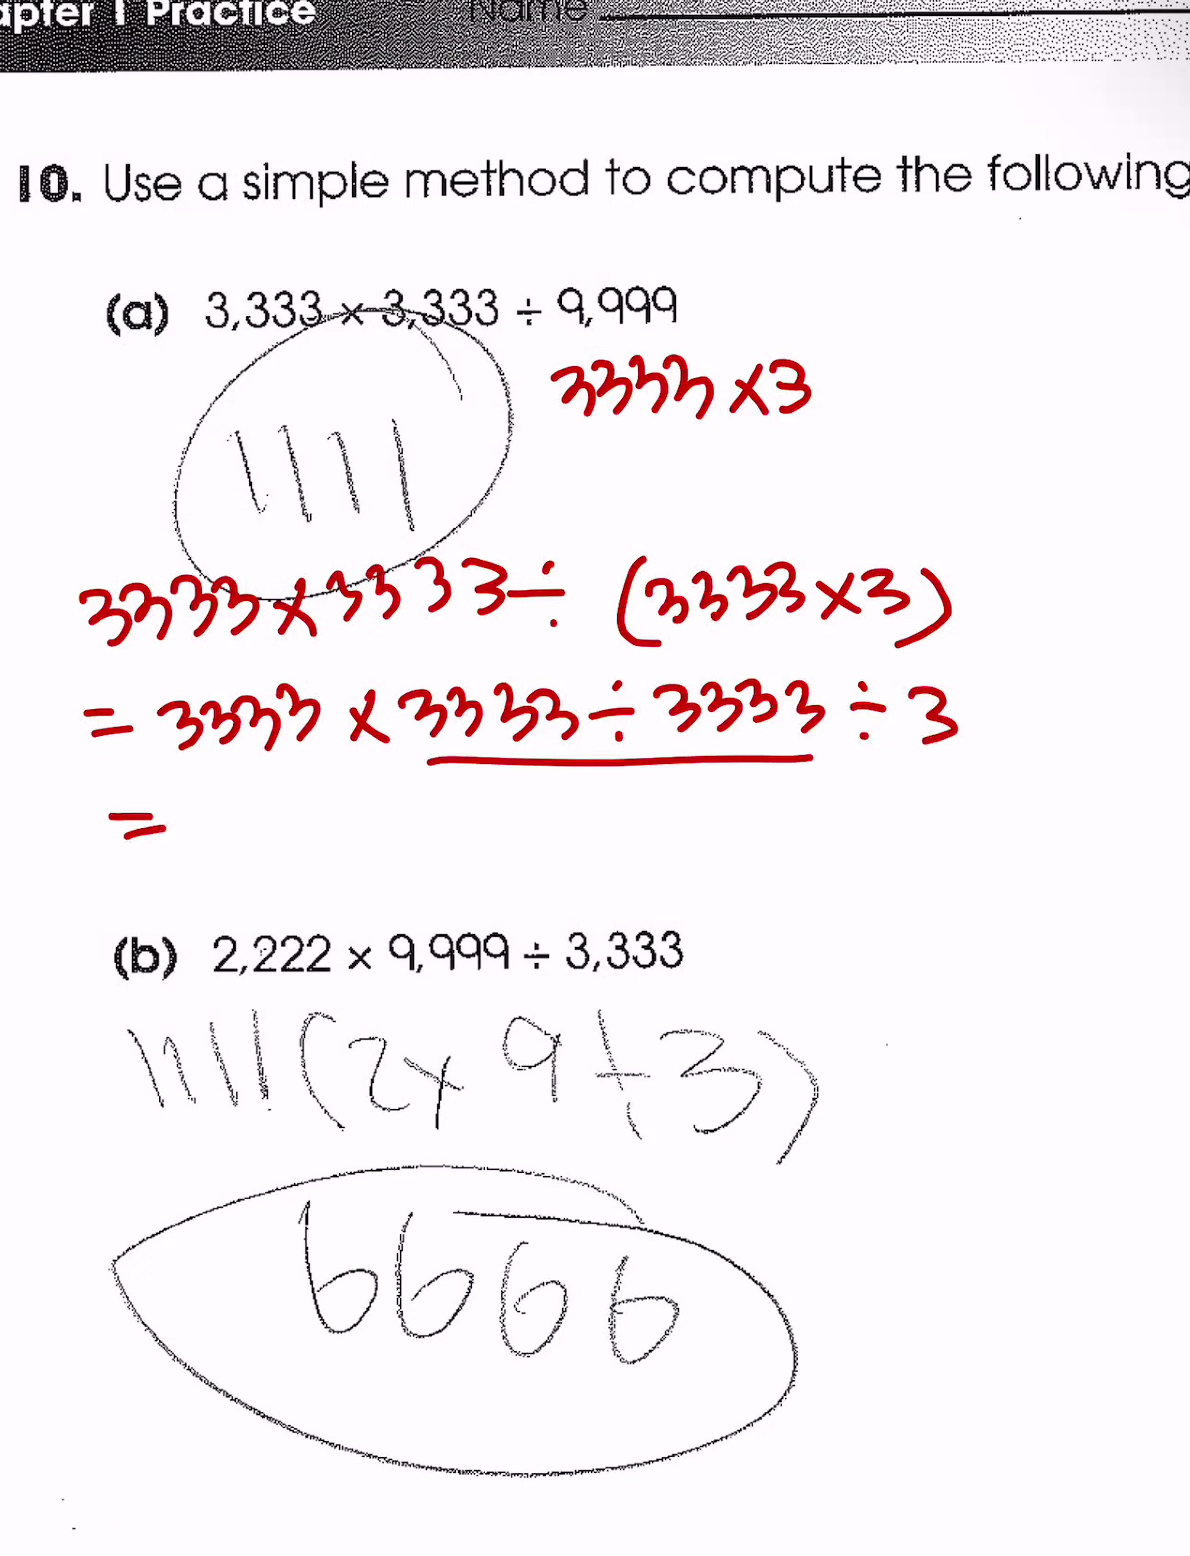 apter 1 Practice Name
10. Use a simple method to compute the following
(a) 3,333 × 3,333 ÷ 9,999
3333 × 3
1111
3333 × 3333 ÷ (3333 × 3)
= 3333 × 3333 ÷ 3333 ÷ 3
=
(b) 2,222 × 9,999 ÷ 3,333
1111(2 × 9 ÷ 3)
6666